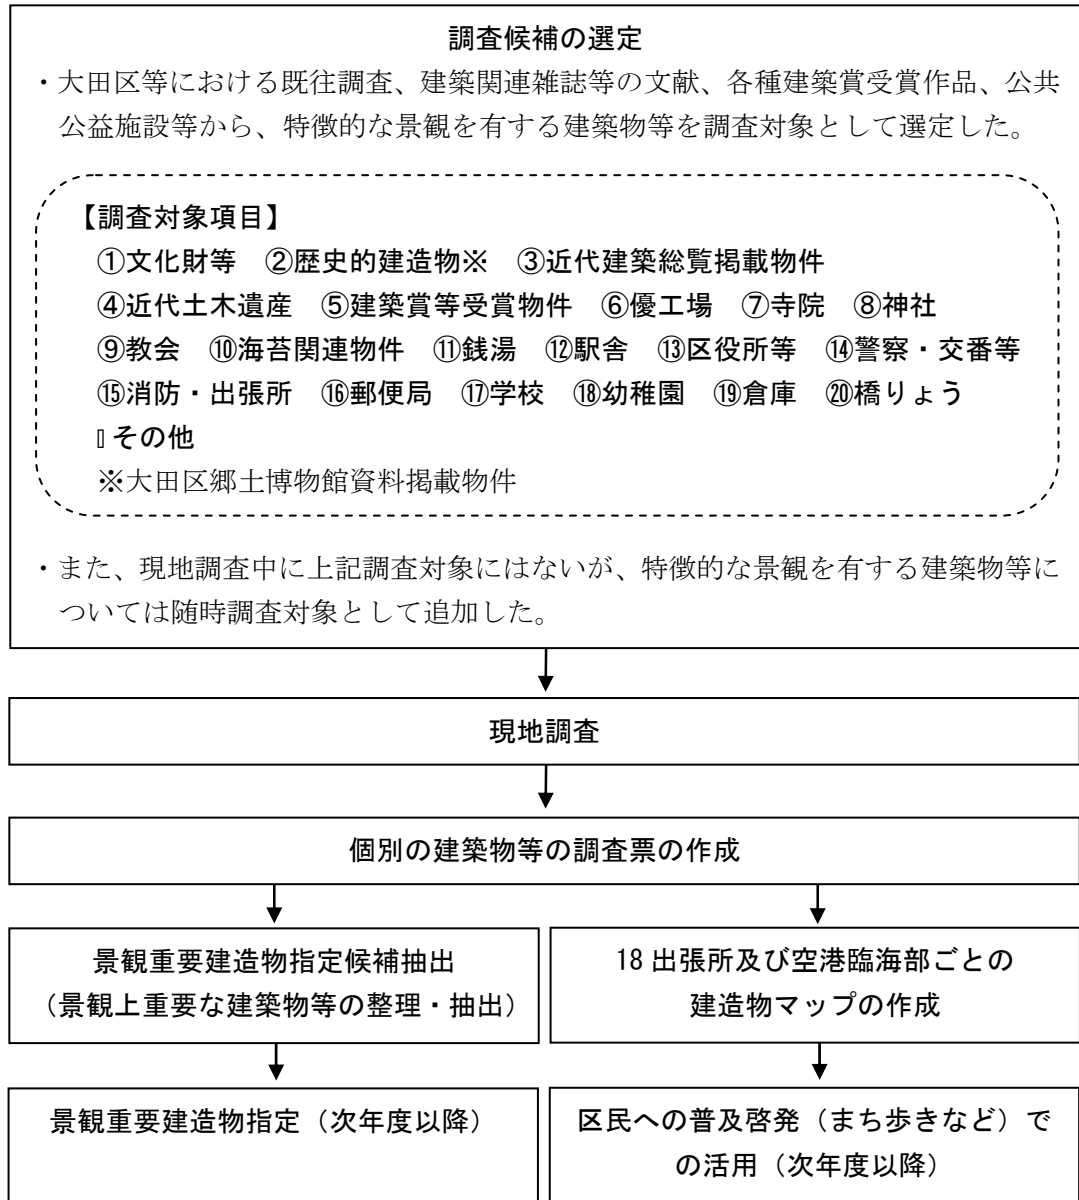 調査候補の選定
・大田区等における既往調査、建築関連雑誌等の文献、各種建築賞受賞作品、公共
公益施設等から、特徴的な景観を有する建築物等を調査対象として選定した。
【調査対象項目】
①文化財等　②歴史的建造物※　③近代建築総覧掲載物件
④近代土木遺産　⑤建築賞等受賞物件　⑥優工場　⑦寺院　⑧神社
⑨教会　⑩海苔関連物件　⑪銭湯　⑫駅舎　⑬区役所等　⑭警察・交番等
⑮消防・出張所　⑯郵便局　⑰学校　⑱幼稚園　⑲倉庫　⑳橋りょう
その他
※大田区郷土博物館資料掲載物件
・また、現地調査中に上記調査対象にはないが、特徴的な景観を有する建築物等に
ついては随時調査対象として追加した。
現地調査
個別の建築物等の調査票の作成
景観重要建造物指定候補抽出
（景観上重要な建築物等の整理・抽出）
18 出張所及び空港臨海部ごとの
建造物マップの作成
景観重要建造物指定（次年度以降）
区民への普及啓発（まち歩きなど）で
の活用（次年度以降）